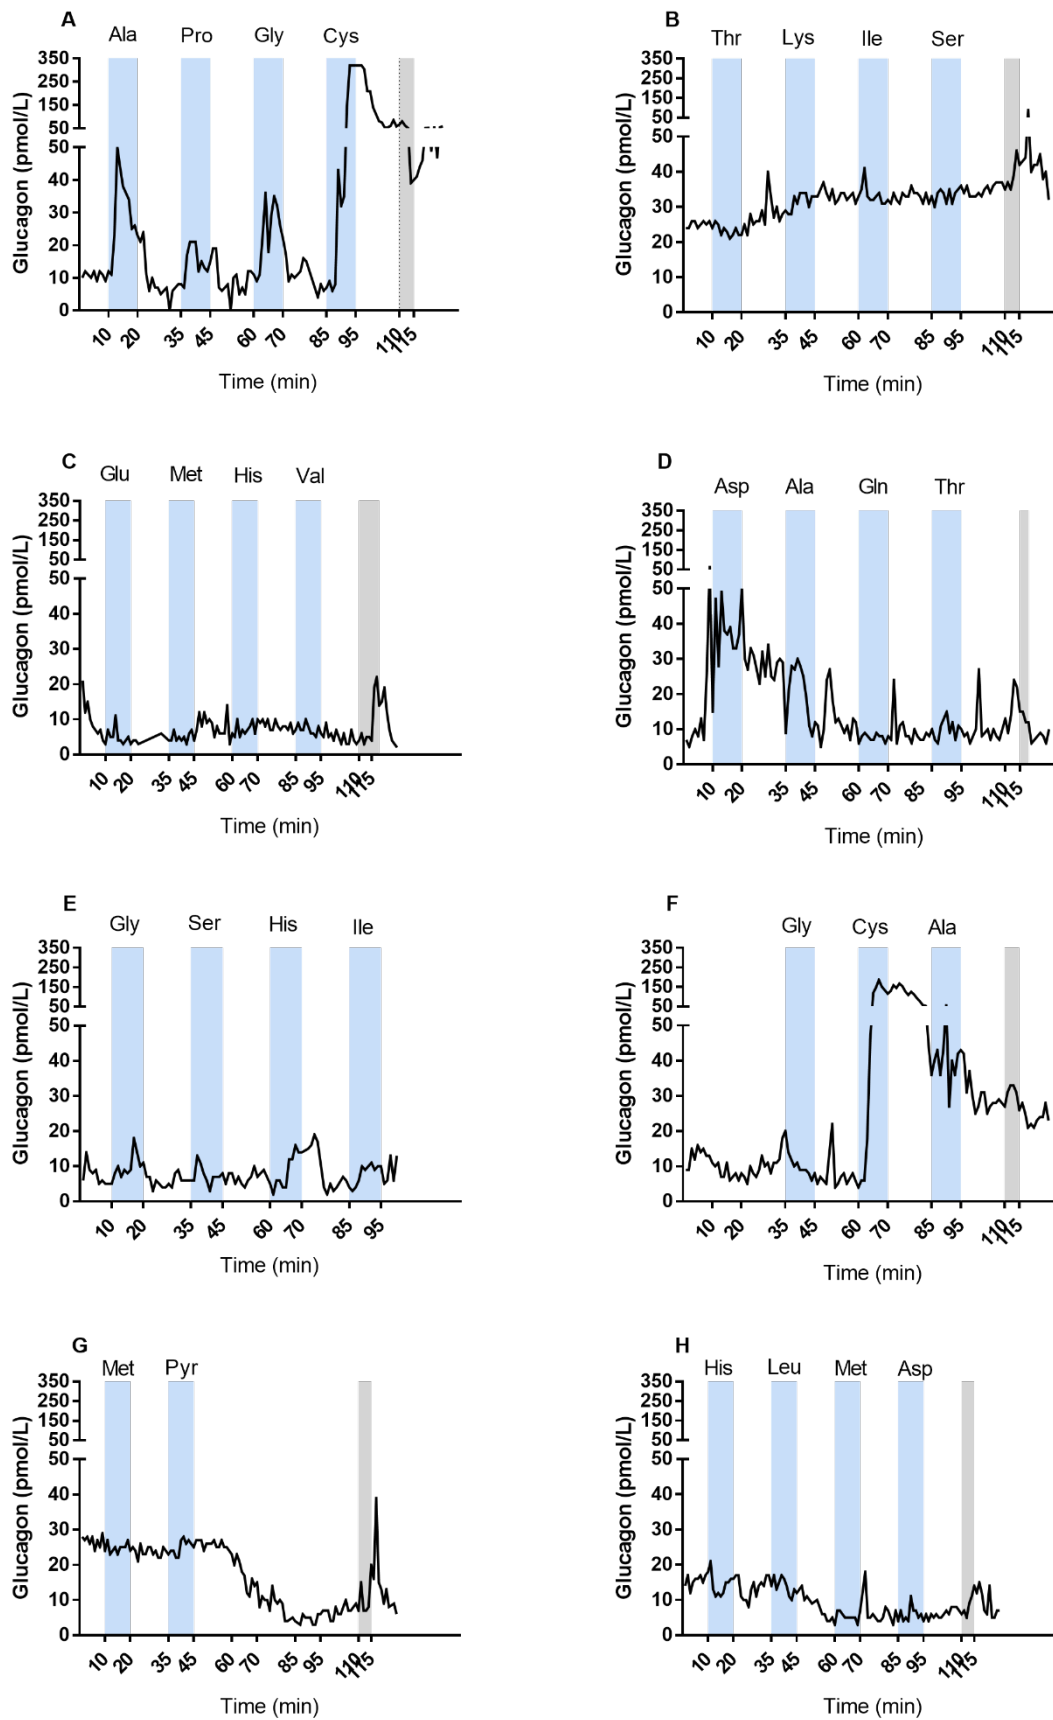 A
Ala Pro Gly Cys
350
250
150
50
50
40
30
20
10
0
Glucagon (pmol/L)
10 20 35 45 60 70 85 95 110 115
Time (min)
B
Thr Lys Ile Ser
350
250
150
50
50
40
30
20
10
0
Glucagon (pmol/L)
10 20 35 45 60 70 85 95 110 115
Time (min)
C
Glu Met His Val
350
250
150
50
50
40
30
20
10
0
Glucagon (pmol/L)
10 20 35 45 60 70 85 95 110 115
Time (min)
D
Asp Ala Gln Thr
350
250
150
50
50
40
30
20
10
0
Glucagon (pmol/L)
10 20 35 45 60 70 85 95 110 115
Time (min)
E
Gly Ser His Ile
350
250
150
50
50
40
30
20
10
0
Glucagon (pmol/L)
10 20 35 45 60 70 85 95
Time (min)
F
Gly Cys Ala
350
250
150
50
50
40
30
20
10
0
Glucagon (pmol/L)
10 20 35 45 60 70 85 95 110 115
Time (min)
G
Met Pyr
350
250
150
50
50
40
30
20
10
0
Glucagon (pmol/L)
10 20 35 45 60 70 85 95 110 115
Time (min)
H
His Leu Met Asp
350
250
150
50
50
40
30
20
10
0
Glucagon (pmol/L)
10 20 35 45 60 70 85 95 110 115
Time (min)